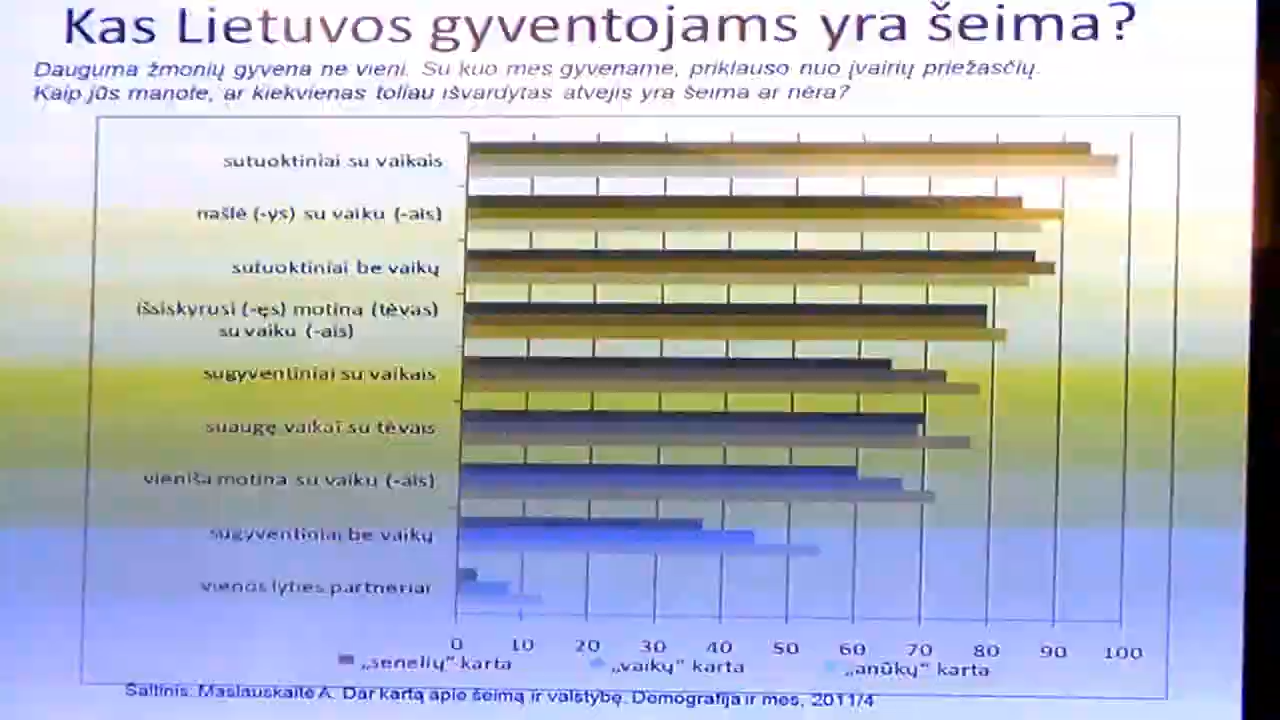 Kas Lietuvos gyventojams yra šeima?
Dauguma žmonių gyvena ne vieni. Su kuo mes gyvename, priklauso nuo įvairių priežasčių.
Kaip jūs manote, ar kiekvienas toliau išvardytas atvejis yra šeima ar nėra?
sutuoktiniai su vaikais
našlė (-ys) su vaiku (-ais)
sutuoktiniai be vaikų
išsiskyrusi (-ęs) motina (tėvas)
su vaiku (-ais)
sugyventiniai su vaikais
suaugę vaikai su tėvais
vieniša motina su vaiku (-ais)
sugyventiniai be vaikų
vienos lyties partneriai
0 10 20 30 40 50 60 70 80 90 100
„senelių“ karta „vaikų“ karta „anūkų“ karta
Šaltinis: Maslauskaitė A. Dar kartą apie šeimą ir valstybę. Demografija ir mes, 2011/4